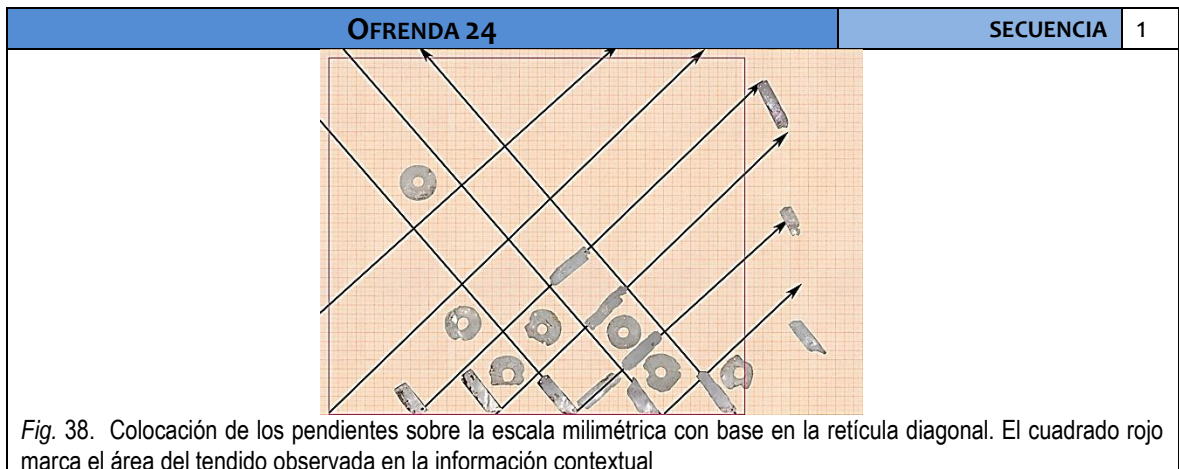 OFRENDA 24
SECUENCIA 1
Fig. 38. Colocación de los pendientes sobre la escala milimétrica con base en la retícula diagonal. El cuadrado rojo
marca el área del tendido observada en la información contextual